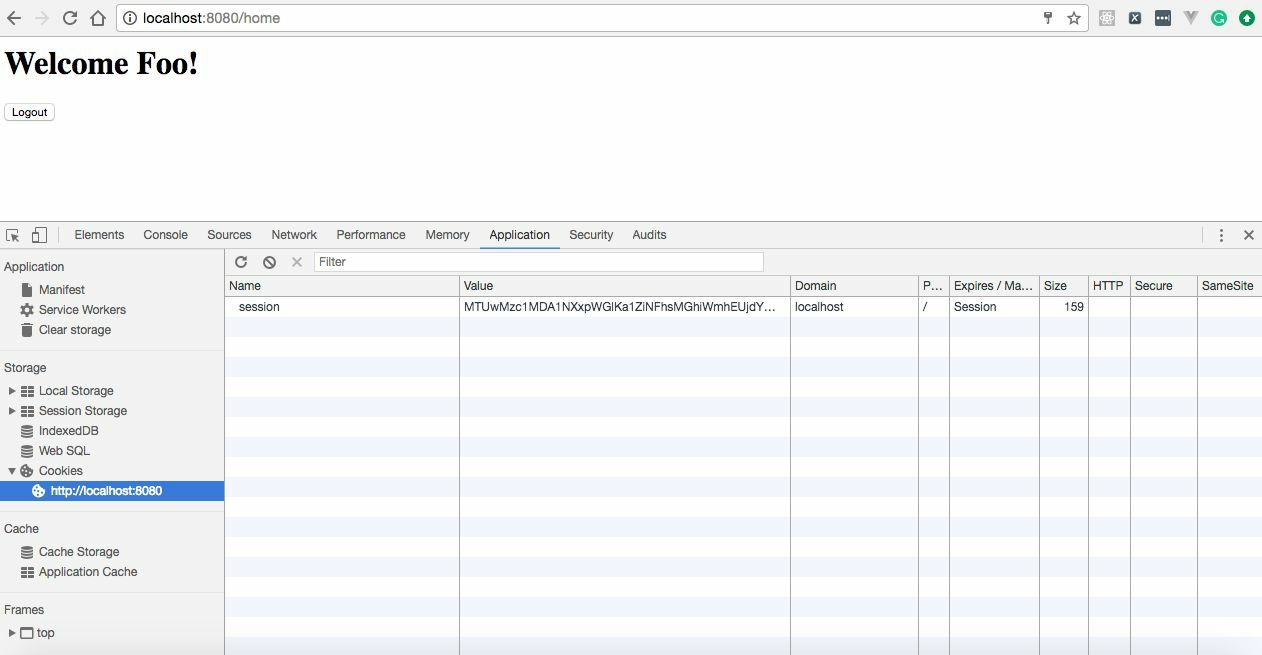 localhost:8080/home
Welcome Foo!
Logout
Elements Console Sources Network Performance Memory Application Security Audits
Application
Manifest
Service Workers
Clear storage
Storage
Local Storage
Session Storage
IndexedDB
Web SQL
Cookies
http://localhost:8080
Cache
Cache Storage
Application Cache
Frames
top
Filter
Name Value Domain P... Expires / Ma... Size HTTP Secure SameSite
session MTUwMzc1MDA1NXxpWGlKa1ZiNFhsMGhiWmhEUjdY... localhost / Session 159